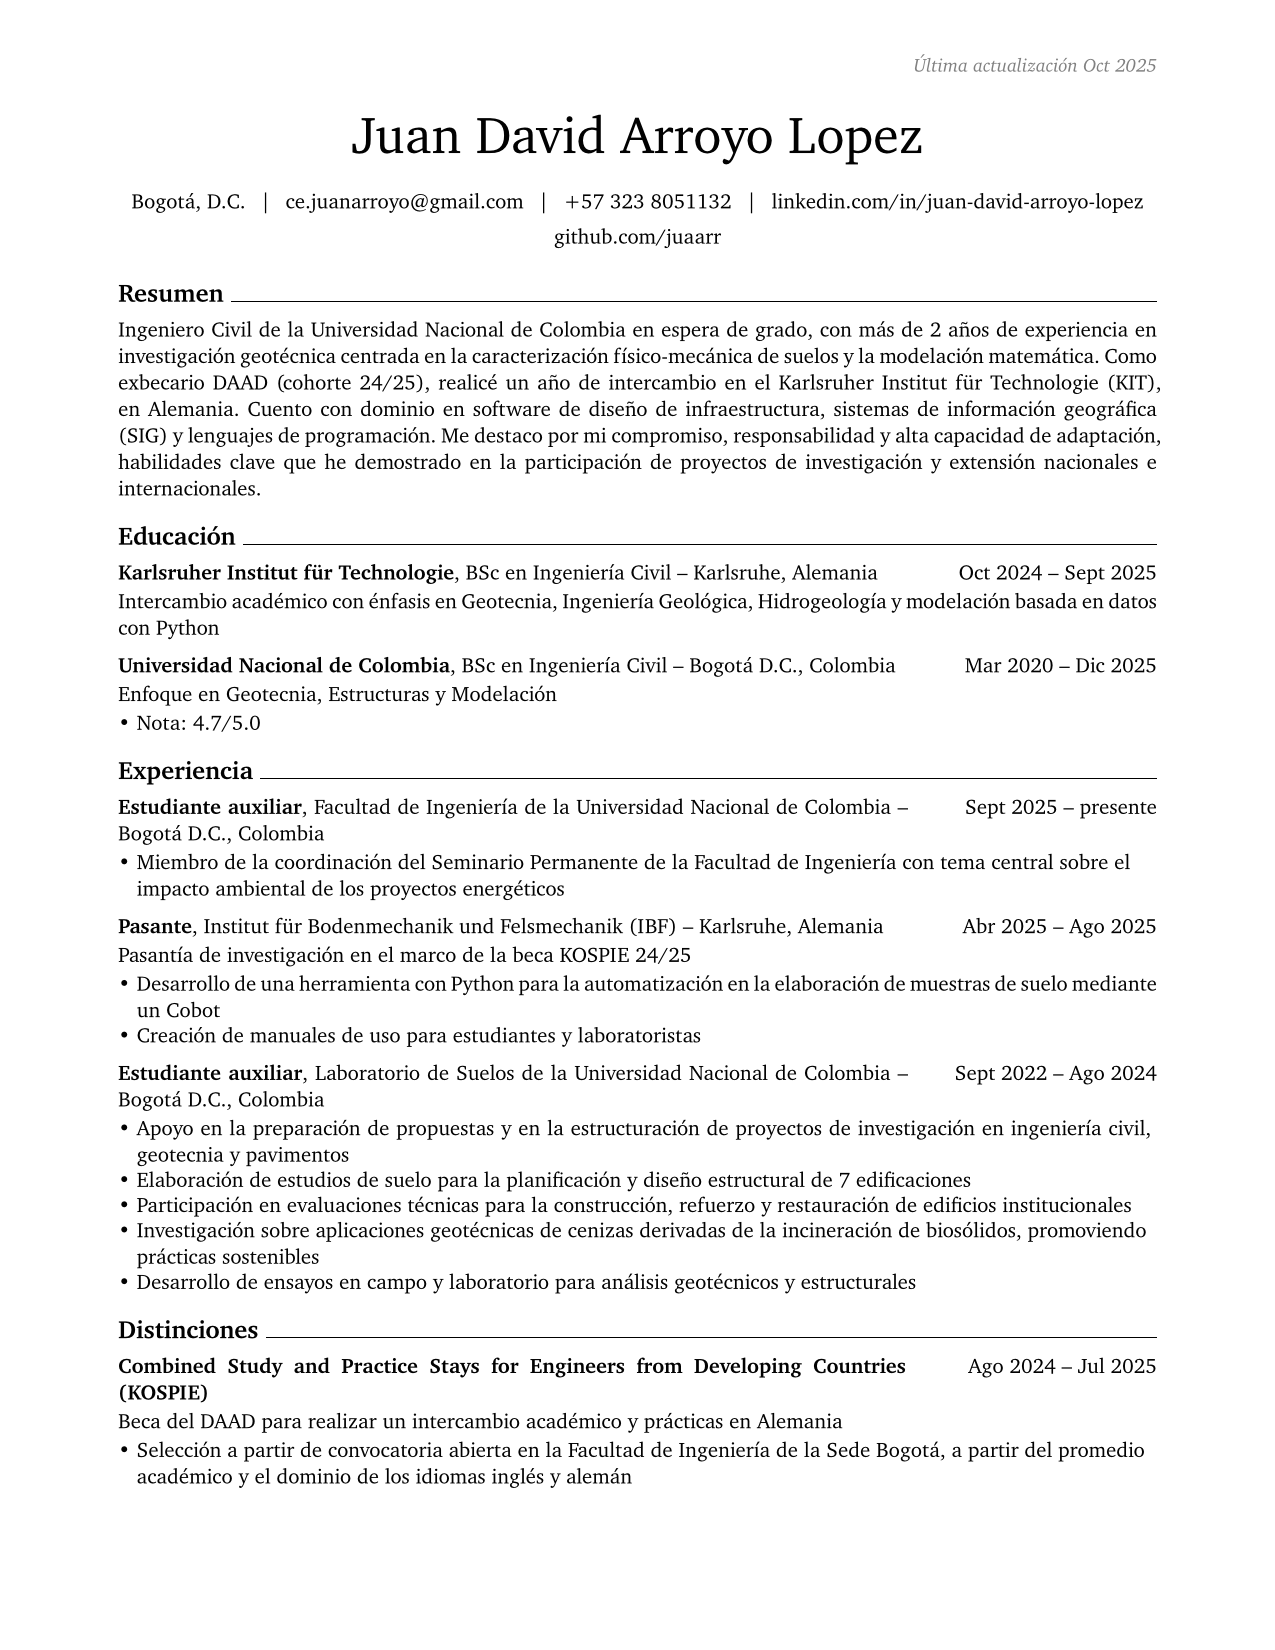 Última actualización Oct 2025
Juan David Arroyo Lopez
Bogotá, D.C. | ce.juanarroyo@gmail.com | +57 323 8051132 | linkedin.com/in/juan-david-arroyo-lopez
github.com/juaarr
Resumen
Ingeniero Civil de la Universidad Nacional de Colombia en espera de grado, con más de 2 años de experiencia en
investigación geotécnica centrada en la caracterización físico-mecánica de suelos y la modelación matemática. Como
exbecario DAAD (cohorte 24/25), realicé un año de intercambio en el Karlsruher Institut für Technologie (KIT),
en Alemania. Cuento con dominio en software de diseño de infraestructura, sistemas de información geográfica
(SIG) y lenguajes de programación. Me destaco por mi compromiso, responsabilidad y alta capacidad de adaptación,
habilidades clave que he demostrado en la participación de proyectos de investigación y extensión nacionales e
internacionales.
Educación
Karlsruher Institut für Technologie, BSc en Ingeniería Civil – Karlsruhe, Alemania Oct 2024 – Sept 2025
Intercambio académico con énfasis en Geotecnia, Ingeniería Geológica, Hidrogeología y modelación basada en datos
con Python
Universidad Nacional de Colombia, BSc en Ingeniería Civil – Bogotá D.C., Colombia Mar 2020 – Dic 2025
Enfoque en Geotecnia, Estructuras y Modelación
• Nota: 4.7/5.0
Experiencia
Estudiante auxiliar, Facultad de Ingeniería de la Universidad Nacional de Colombia – Sept 2025 – presente
Bogotá D.C., Colombia
• Miembro de la coordinación del Seminario Permanente de la Facultad de Ingeniería con tema central sobre el
impacto ambiental de los proyectos energéticos
Pasante, Institut für Bodenmechanik und Felsmechanik (IBF) – Karlsruhe, Alemania Abr 2025 – Ago 2025
Pasantía de investigación en el marco de la beca KOSPIE 24/25
• Desarrollo de una herramienta con Python para la automatización en la elaboración de muestras de suelo mediante
un Cobot
• Creación de manuales de uso para estudiantes y laboratoristas
Estudiante auxiliar, Laboratorio de Suelos de la Universidad Nacional de Colombia – Sept 2022 – Ago 2024
Bogotá D.C., Colombia
• Apoyo en la preparación de propuestas y en la estructuración de proyectos de investigación en ingeniería civil,
geotecnia y pavimentos
• Elaboración de estudios de suelo para la planificación y diseño estructural de 7 edificaciones
• Participación en evaluaciones técnicas para la construcción, refuerzo y restauración de edificios institucionales
• Investigación sobre aplicaciones geotécnicas de cenizas derivadas de la incineración de biosólidos, promoviendo
prácticas sostenibles
• Desarrollo de ensayos en campo y laboratorio para análisis geotécnicos y estructurales
Distinciones
Combined Study and Practice Stays for Engineers from Developing Countries Ago 2024 – Jul 2025
(KOSPIE)
Beca del DAAD para realizar un intercambio académico y prácticas en Alemania
• Selección a partir de convocatoria abierta en la Facultad de Ingeniería de la Sede Bogotá, a partir del promedio
académico y el dominio de los idiomas inglés y alemán